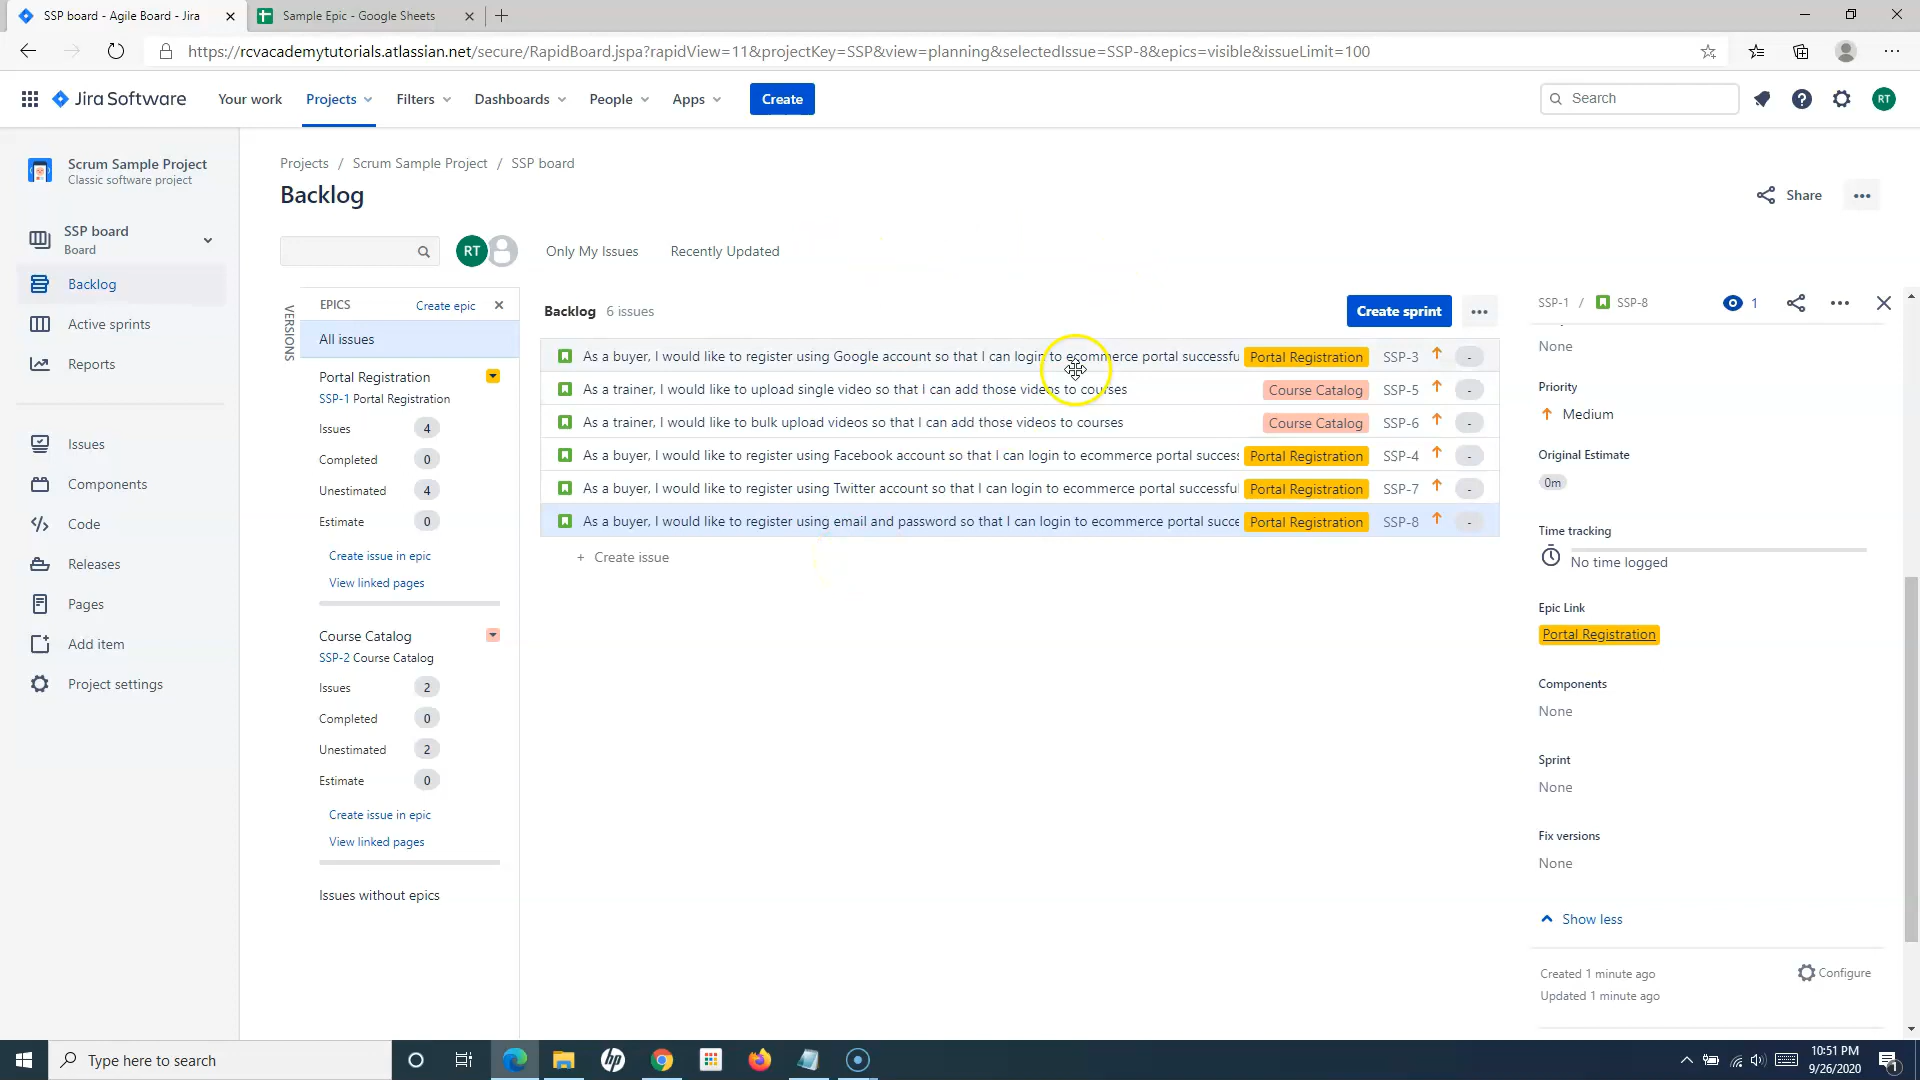 SSP board - Agile Board - Jira
Sample Epic - Google Sheets
https://rcvacademytutorials.atlassian.net/secure/RapidBoard.jspa?rapidView=11&projectKey=SSP&view=planning&selectedIssue=SSP-8&epics=visible&issueLimit=100
Jira Software
Your work
Projects
Filters
Dashboards
People
Apps
Create
Search
RT
Scrum Sample Project
Classic software project
SSP board
Board
Backlog
Active sprints
Reports
Issues
Components
Code
Releases
Pages
Add item
Project settings
Projects / Scrum Sample Project / SSP board
Backlog
Share
RT
Only My Issues
Recently Updated
VERSIONS
EPICS
Create epic
All issues
Portal Registration
SSP-1 Portal Registration
Issues 4
Completed 0
Unestimated 4
Estimate 0
Create issue in epic
View linked pages
Course Catalog
SSP-2 Course Catalog
Issues 2
Completed 0
Unestimated 2
Estimate 0
Create issue in epic
View linked pages
Issues without epics
Backlog 6 issues
Create sprint
As a buyer, I would like to register using Google account so that I can login to ecommerce portal successfu Portal Registration SSP-3 -
As a trainer, I would like to upload single video so that I can add those videos to courses Course Catalog SSP-5 -
As a trainer, I would like to bulk upload videos so that I can add those videos to courses Course Catalog SSP-6 -
As a buyer, I would like to register using Facebook account so that I can login to ecommerce portal success Portal Registration SSP-4 -
As a buyer, I would like to register using Twitter account so that I can login to ecommerce portal successful Portal Registration SSP-7 -
As a buyer, I would like to register using email and password so that I can login to ecommerce portal succe Portal Registration SSP-8 -
+ Create issue
SSP-1 / SSP-8
1
None
Priority
Medium
Original Estimate
0m
Time tracking
No time logged
Epic Link
Portal Registration
Components
None
Sprint
None
Fix versions
None
Show less
Created 1 minute ago
Configure
Updated 1 minute ago
Type here to search
hp
10:51 PM
9/26/2020
1